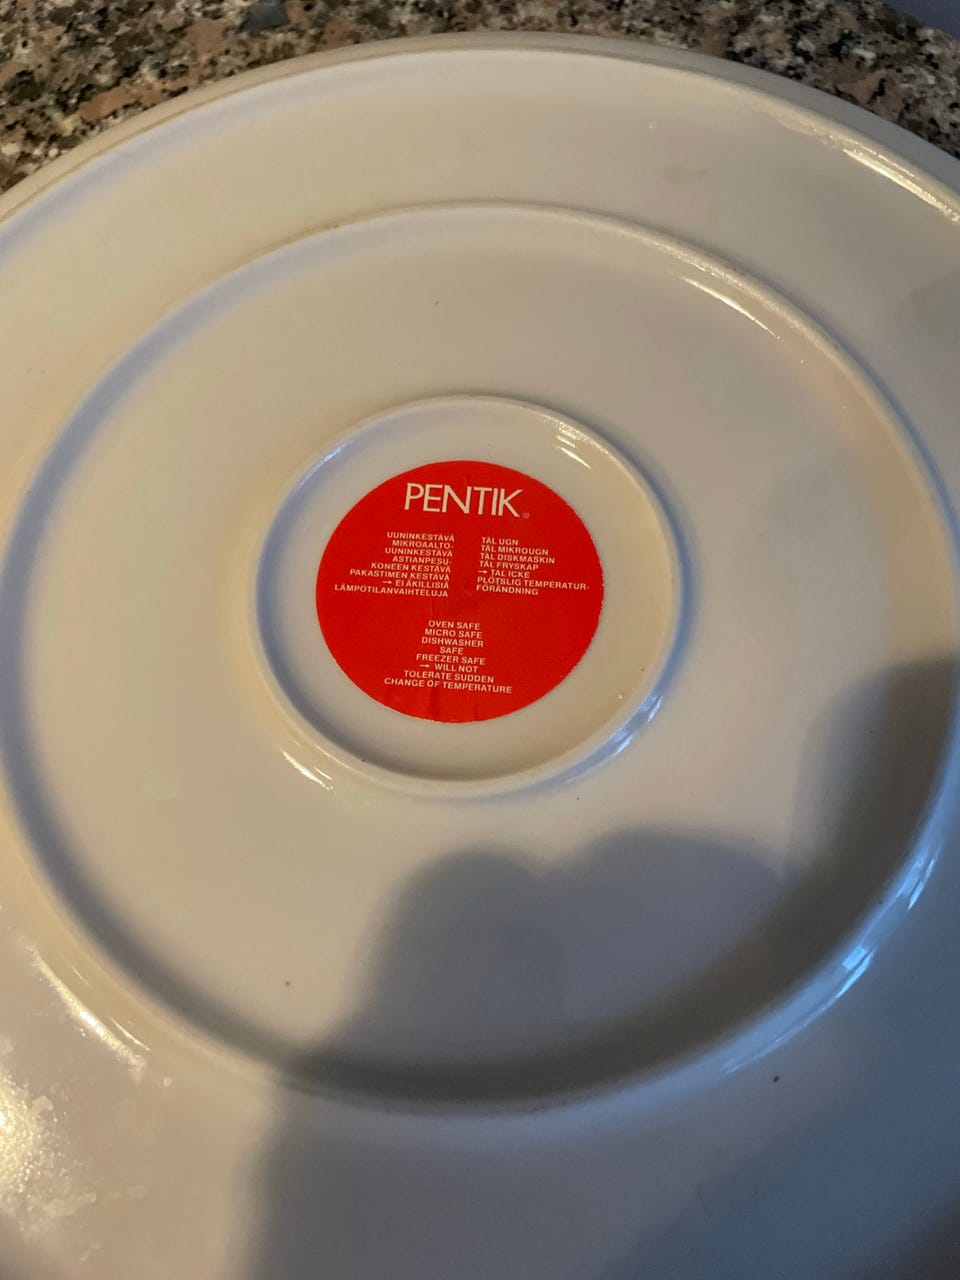 PENTIK®
UUNINKESTÄVÄ
MIKROAALTO-
UUNINKESTÄVÄ
ASTIANPESU-
KONEEN KESTÄVÄ
PAKASTIMEN KESTÄVÄ
→ EI ÄKILLISIÄ
LÄMPÖTILANVAIHTELUJA
TÅL UGN
TÅL MIKROUGN
TÅL DISKMASKIN
TÅL FRYSKAP
→ TÅL ICKE
PLÖTSLIG TEMPERATUR-
FÖRÄNDNING
OVEN SAFE
MICRO SAFE
DISHWASHER
SAFE
FREEZER SAFE
→ WILL NOT
TOLERATE SUDDEN
CHANGE OF TEMPERATURE